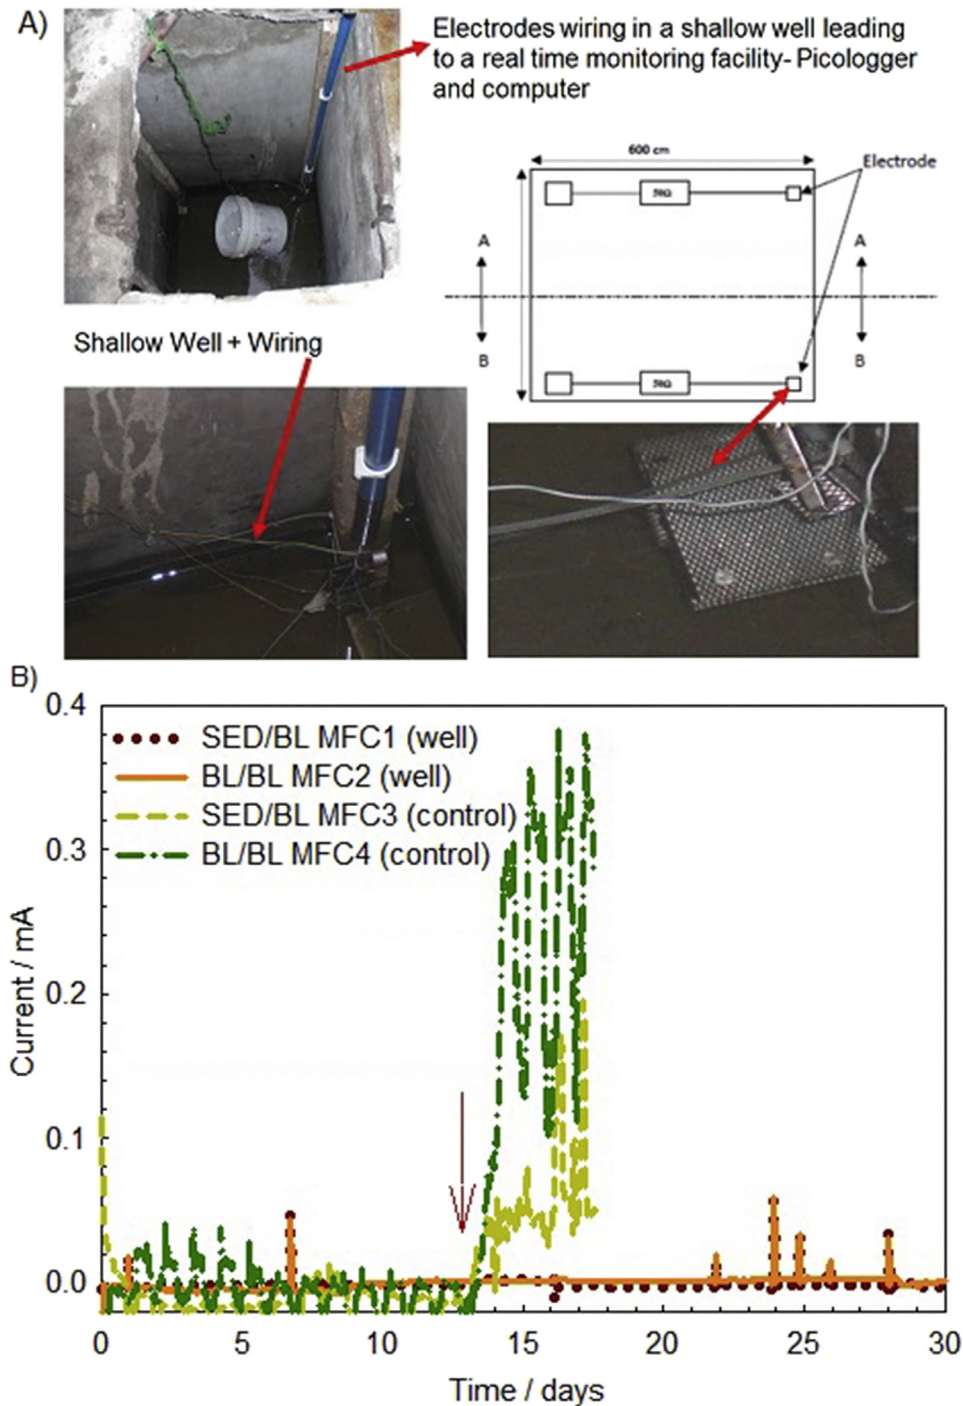 A)
Electrodes wiring in a shallow well leading
to a real time monitoring facility- Picologger
and computer
600 cm
Electrode
50Ω
A
A
Shallow Well + Wiring
B
B
50Ω
B)
0.4
SED/BL MFC1 (well)
BL/BL MFC2 (well)
SED/BL MFC3 (control)
BL/BL MFC4 (control)
0.3
0.2
0.1
0.0
Current / mA
0
5
10
15
20
25
30
Time / days